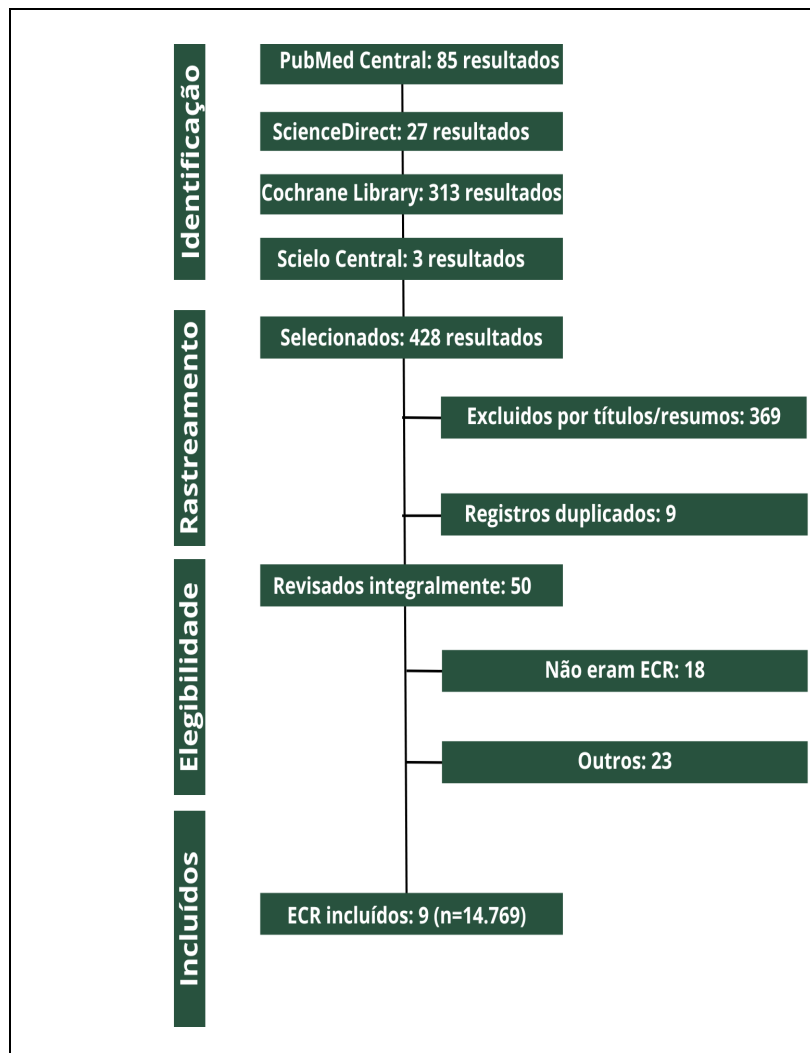 Identificação
PubMed Central: 85 resultados
ScienceDirect: 27 resultados
Cochrane Library: 313 resultados
Scielo Central: 3 resultados
Rastreamento
Selecionados: 428 resultados
Excluidos por títulos/resumos: 369
Registros duplicados: 9
Elegibilidade
Revisados integralmente: 50
Não eram ECR: 18
Outros: 23
Incluídos
ECR incluídos: 9 (n=14.769)